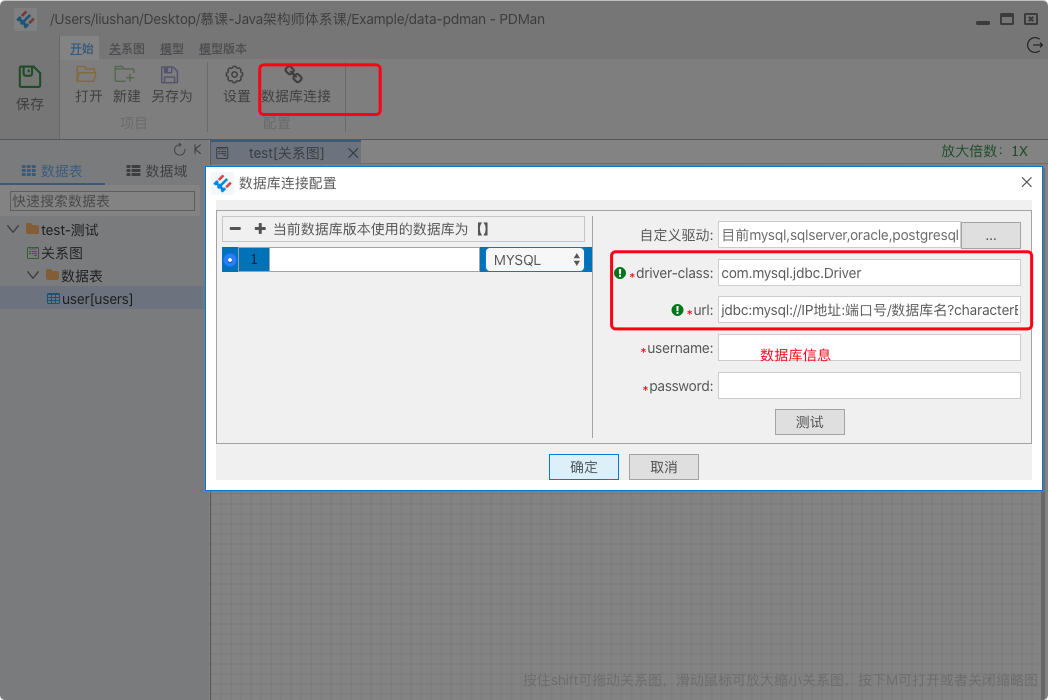 /Users/liushan/Desktop/慕课-Java架构师体系课/Example/data-pdman - PDMan
开始 关系图 模型 模型版本
保存 打开 新建 另存为 设置 数据库连接
项目 配置
test[关系图]
放大倍数: 1X
数据表 数据域
快速搜索数据表
test-测试
关系图
数据表
user[users]
数据库连接配置
当前数据库版本使用的数据库为【】
1 MYSQL
自定义驱动: 目前mysql,sqlserver,oracle,postgresql ...
*driver-class: com.mysql.jdbc.Driver
*url: jdbc:mysql://IP地址:端口号/数据库名?characterE
*username: 数据库信息
*password:
测试
确定 取消
按住shift可拖动关系图，滑动鼠标可放大缩小关系图，按下M可打开或者关闭缩略图